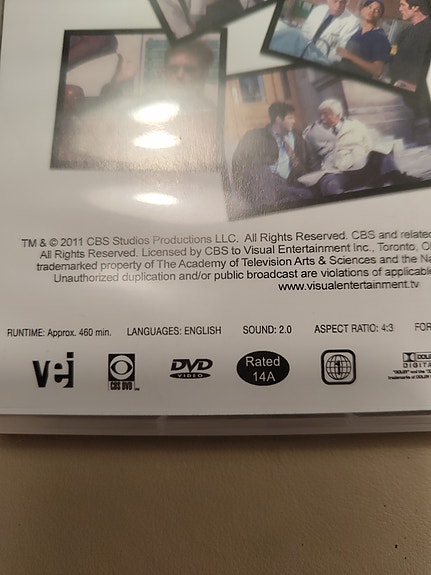 TM & © 2011 CBS Studios Productions LLC. All Rights Reserved. CBS and related
All Rights Reserved. Licensed by CBS to Visual Entertainment Inc., Toronto,
trademarked property of The Academy of Television Arts & Sciences and the
Unauthorized duplication and/or public broadcast are violations of
www.visualentertainment.tv
RUNTIME: Approx. 460 min. LANGUAGES: ENGLISH SOUND: 2.0 ASPECT RATIO: 4:3 FOR
vei CBS DVD DVD VIDEO Rated 14A 1